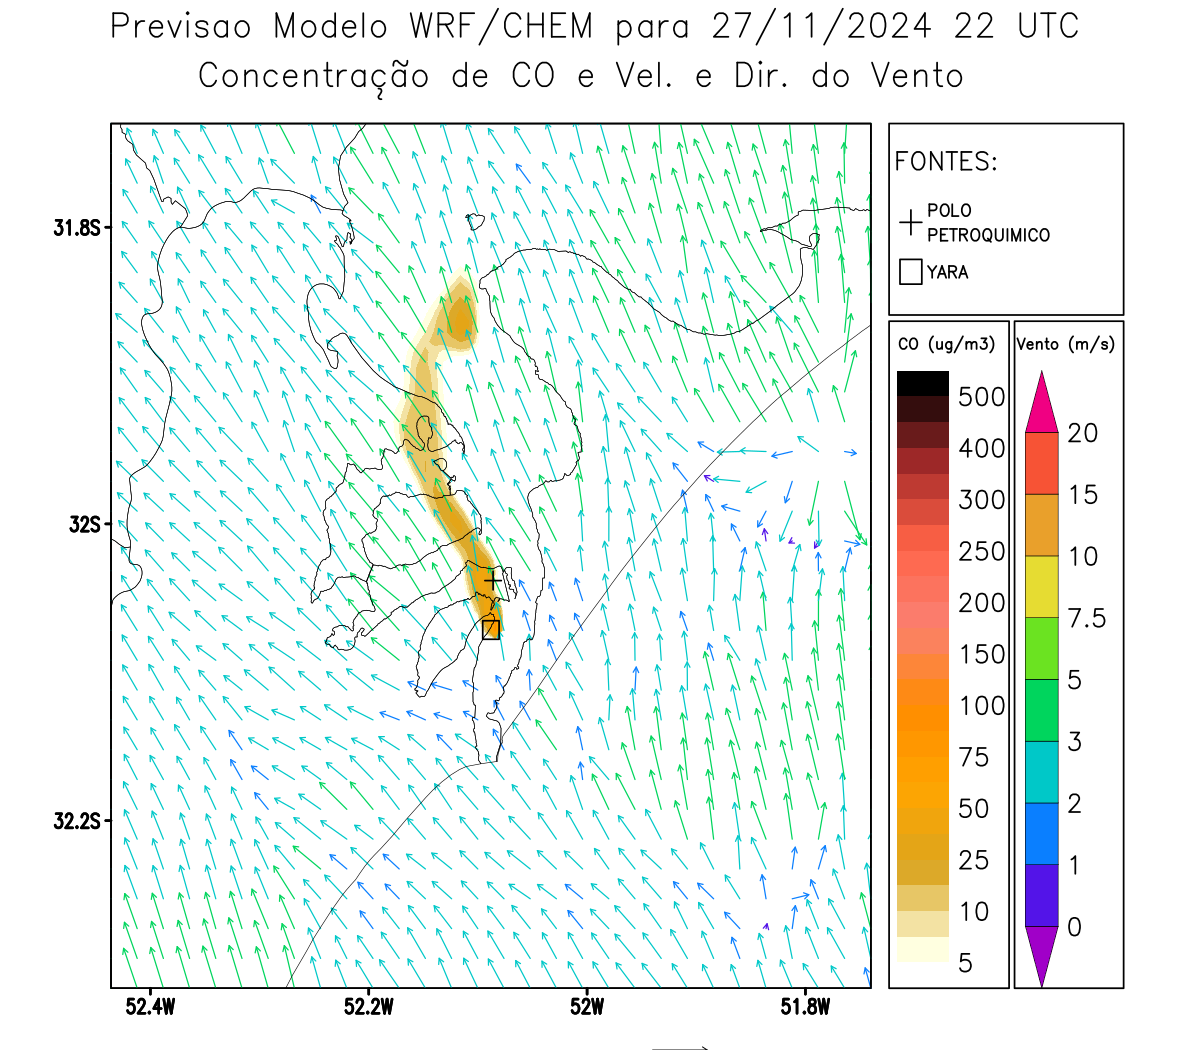 Previsao Modelo WRF/CHEM para 27/11/2024 22 UTC
Concentração de CO e Vel. e Dir. do Vento
FONTES:
POLO
PETROQUIMICO
YARA
CO (ug/m3)
500
400
300
250
200
150
100
75
50
25
10
5
Vento (m/s)
20
15
10
7.5
5
3
2
1
0
31.8S
32S
32.2S
52.4W
52.2W
52W
51.8W